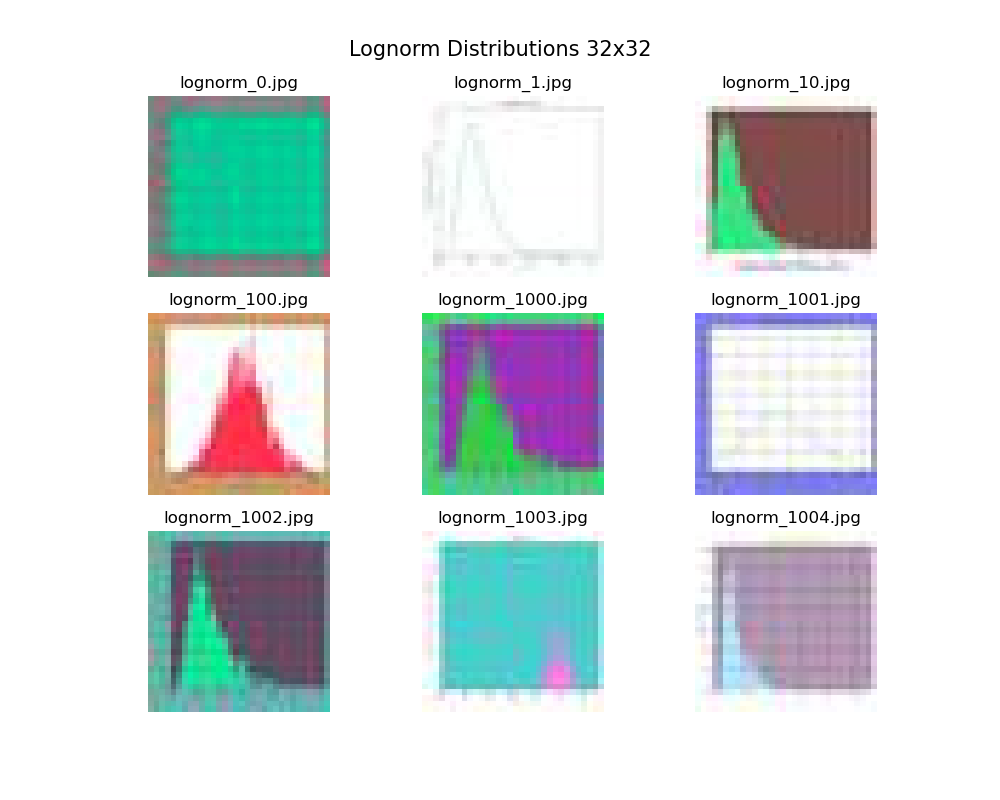 Lognorm Distributions 32x32
lognorm_0.jpg
lognorm_1.jpg
lognorm_10.jpg
lognorm_100.jpg
lognorm_1000.jpg
lognorm_1001.jpg
lognorm_1002.jpg
lognorm_1003.jpg
lognorm_1004.jpg